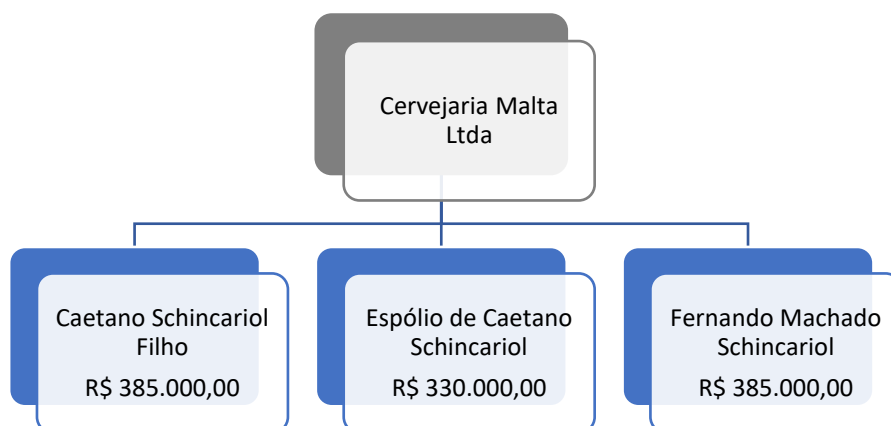 Cervejaria Malta
Ltda
Caetano Schincariol
Filho
R$ 385.000,00
Espólio de Caetano
Schincariol
R$ 330.000,00
Fernando Machado
Schincariol
R$ 385.000,00